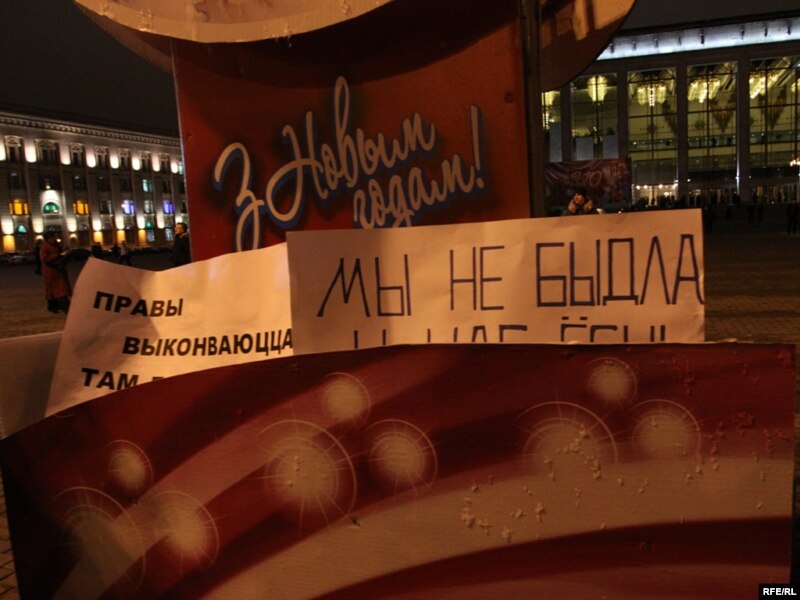 З Новым
годам!
МЫ НЕ БЫДЛА
ПРАВЫ
ВЫКОНВАЮЦЦА
ТАМ
RFE/RL